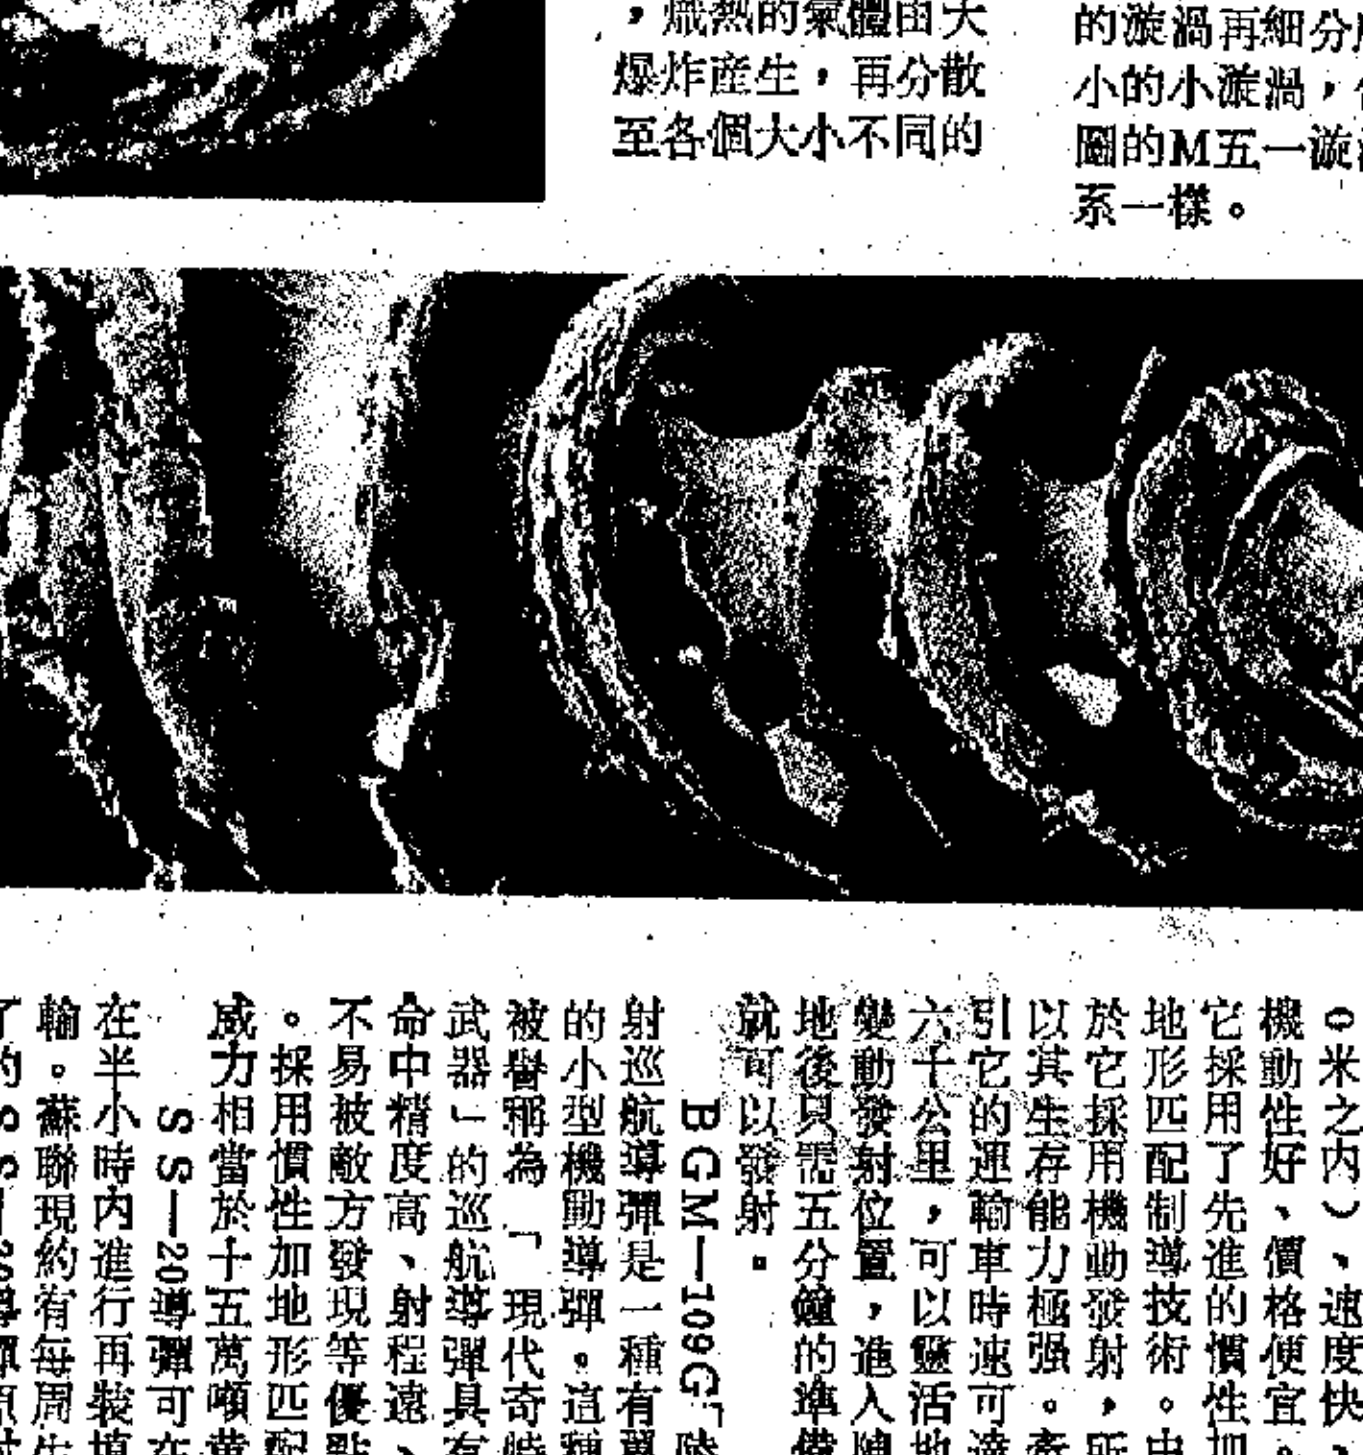 ，熾熱的氣體由大
爆炸產生，再分散
至各個大小不同的
的漩渦再細分
小的小漩渦，
圈的M五一漩
系一樣。
米之內）、速度快、
機動性好、價格便宜、
它採用了先進的慣性加
地形匹配制導技術。由
於它採用機動發射，所
以其生存能力極强。牽
引它的運輸車時速可達
六十公里，可以靈活地
變動發射位置，進入陣
地後只需五分鐘的準備
就可以發射。
BGM—109G「陸
射巡航導彈是一種有翼
的小型機動導彈。這種
被譽稱為「現代奇特
武器」的巡航導彈具有
命中精度高、射程遠、
不易被敵方發現等優點
。採用慣性加地形匹配
威力相當於十五萬噸黃
SS—20導彈可在
在半小時內進行再裝填
輸。蘇聯現約有每周生